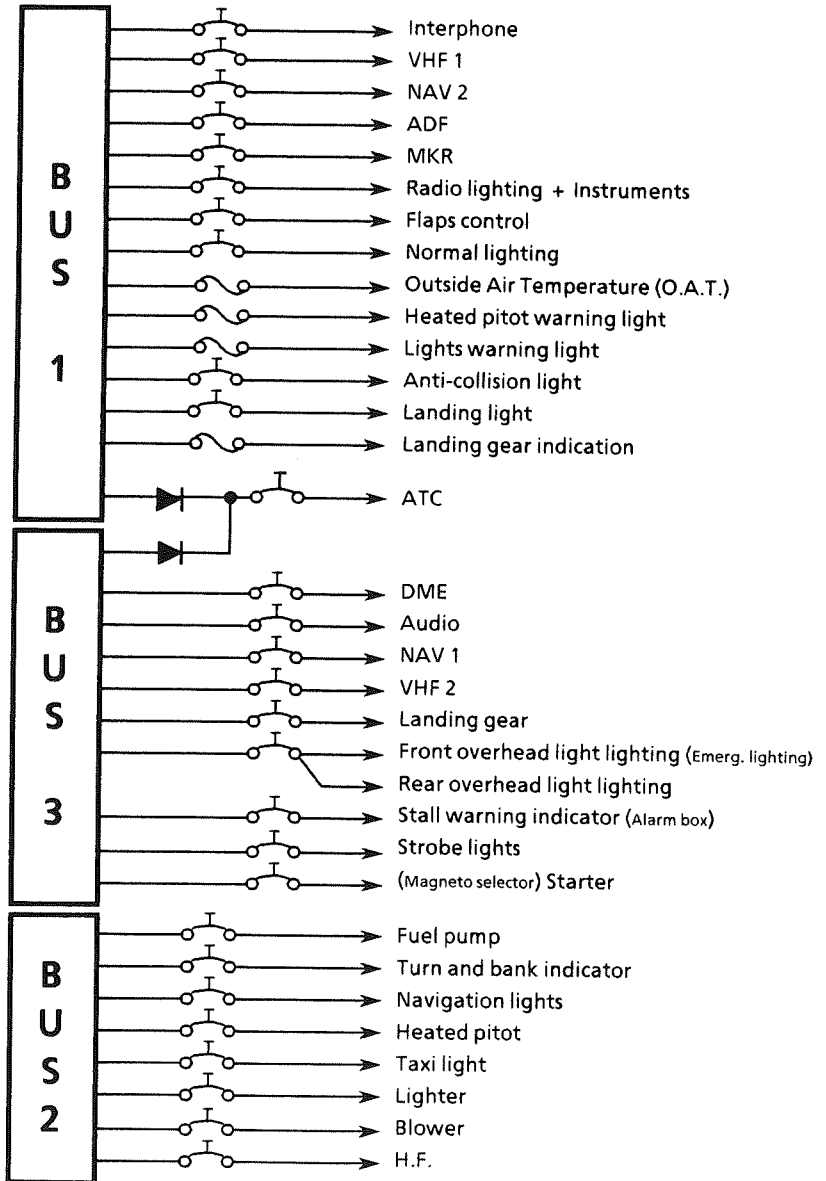 BUS 1
Interphone
VHF 1
NAV 2
ADF
MKR
Radio lighting + Instruments
Flaps control
Normal lighting
Outside Air Temperature (O.A.T.)
Heated pitot warning light
Lights warning light
Anti-collision light
Landing light
Landing gear indication
ATC
BUS 3
DME
Audio
NAV 1
VHF 2
Landing gear
Front overhead light lighting (Emerg. lighting)
Rear overhead light lighting
Stall warning indicator (Alarm box)
Strobe lights
(Magneto selector) Starter
BUS2
Fuel pump
Turn and bank indicator
Navigation lights
Heated pitot
Taxi light
Lighter
Blower
H.F.